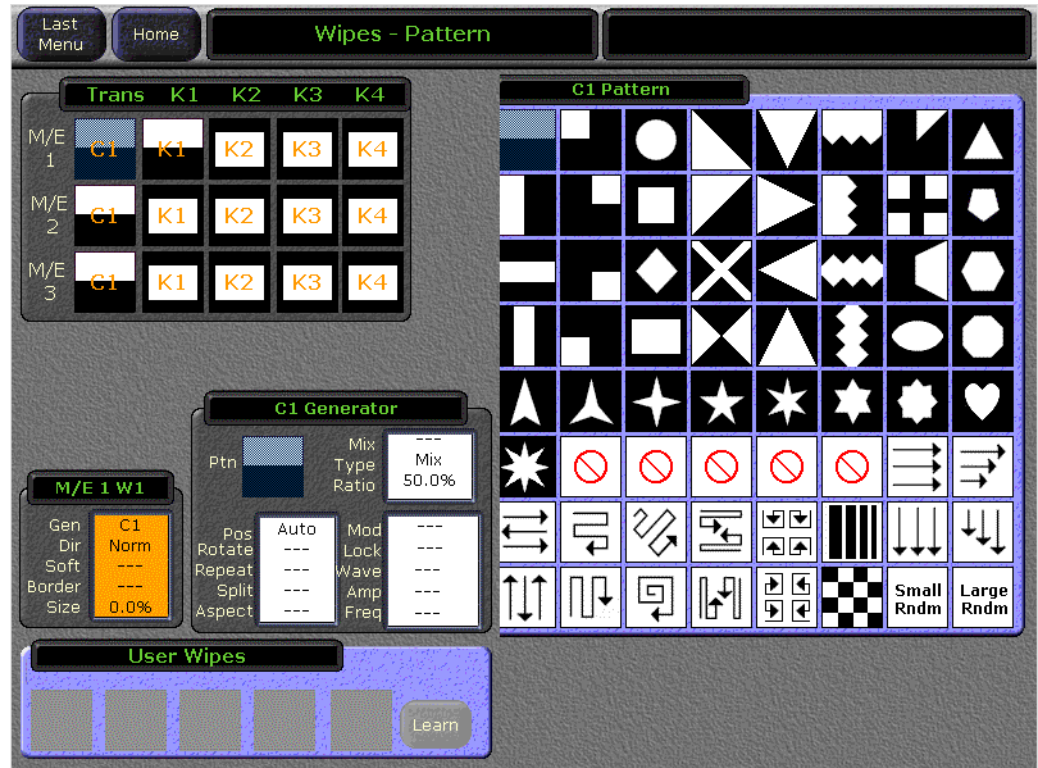 Last
Menu
Home
Wipes - Pattern
Trans K1 K2 K3 K4
M/E
1
C1 K1 K2 K3 K4
M/E
2
C1 K1 K2 K3 K4
M/E
3
C1 K1 K2 K3 K4
C1 Pattern
Small
Rndm
Large
Rndm
C1 Generator
Ptn
Mix ---
Type Mix
Ratio 50.0%
Pos Auto
Rotate ---
Repeat ---
Split ---
Aspect ---
Mod ---
Lock ---
Wave ---
Amp ---
Freq ---
M/E 1 W1
Gen C1
Dir Norm
Soft ---
Border ---
Size 0.0%
User Wipes
Learn